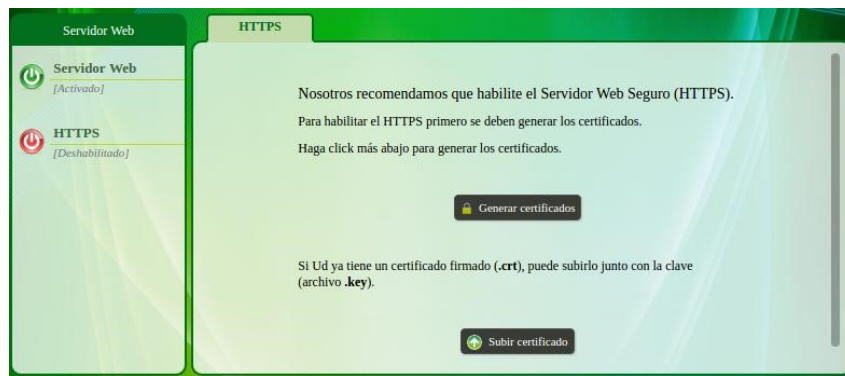 Servidor Web
HTTPS
Servidor Web
[Activado]
HTTPS
[Deshabilitado]
Nosotros recomendamos que habilite el Servidor Web Seguro (HTTPS).
Para habilitar el HTTPS primero se deben generar los certificados.
Haga click más abajo para generar los certificados.
Generar certificados
Si Ud ya tiene un certificado firmado (.crt), puede subirlo junto con la clave
(archivo .key).
Subir certificado